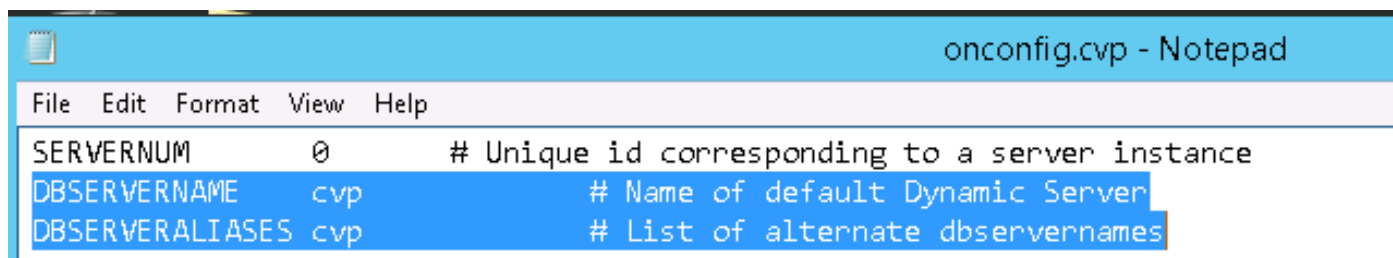 onconfig.cvp - Notepad
File Edit Format View Help
SERVERNUM 0 # Unique id corresponding to a server instance
DBSERVERNAME cvp # Name of default Dynamic Server
DBSERVERALIASES cvp # List of alternate dbservernames